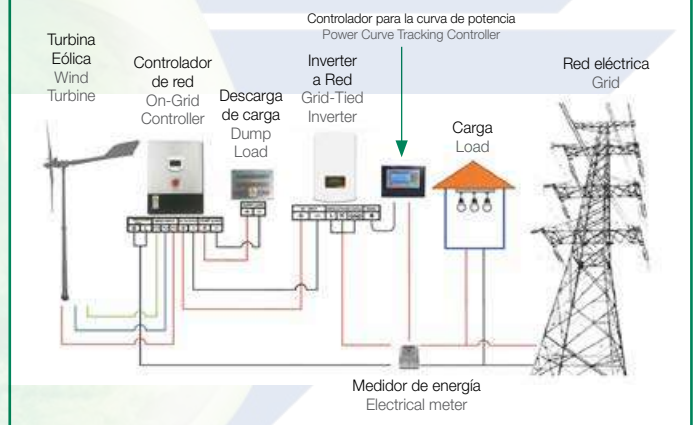 Controlador para la curva de potencia
Power Curve Tracking Controller
Turbina
Eólica
Wind
Turbine
Controlador
de red
On-Grid
Controller
Descarga
de carga
Dump
Load
Inverter
a Red
Grid-Tied
Inverter
Carga
Load
Red eléctrica
Grid
Medidor de energía
Electrical meter